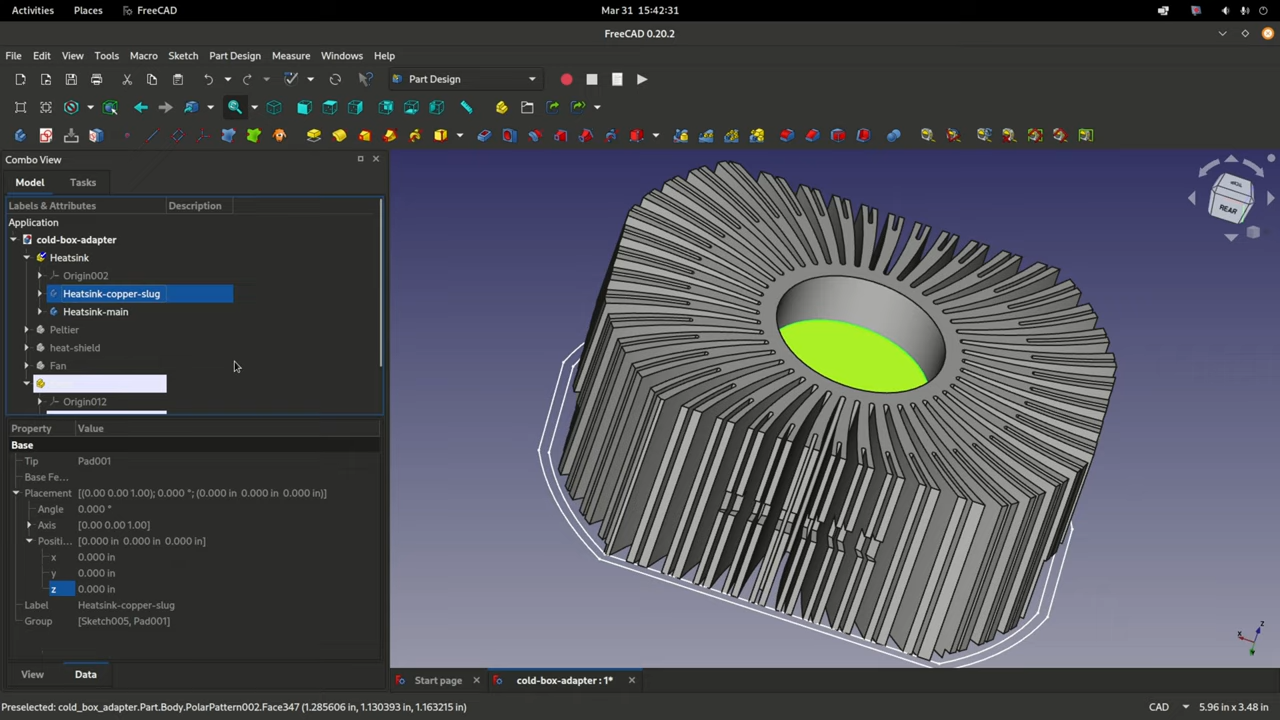 Activities Places FreeCAD Mar 31 15:42:31
FreeCAD 0.20.2
File Edit View Tools Macro Sketch Part Design Measure Windows Help
Part Design
Combo View
Model Tasks
Labels & Attributes Description
Application
cold-box-adapter
Heatsink
Origin002
Heatsink-copper-slug
Heatsink-main
Peltier
heat-shield
Fan
Origin012
Property Value
Base
Tip Pad001
Base Fe...
Placement [(0.00 0.00 1.00); 0.000 °; (0.000 in 0.000 in 0.000 in)]
Angle 0.000 °
Axis [0.00 0.00 1.00]
Positi... [0.000 in 0.000 in 0.000 in]
x 0.000 in
y 0.000 in
z 0.000 in
Label Heatsink-copper-slug
Group [Sketch005, Pad001]
View Data
REAR
z
x
Start page cold-box-adapter : 1*
Preselected: cold_box_adapter.Part.Body.PolarPattern002.Face347 (1.285606 in, 1.130393 in, 1.163215 in) CAD 5.96 in x 3.48 in